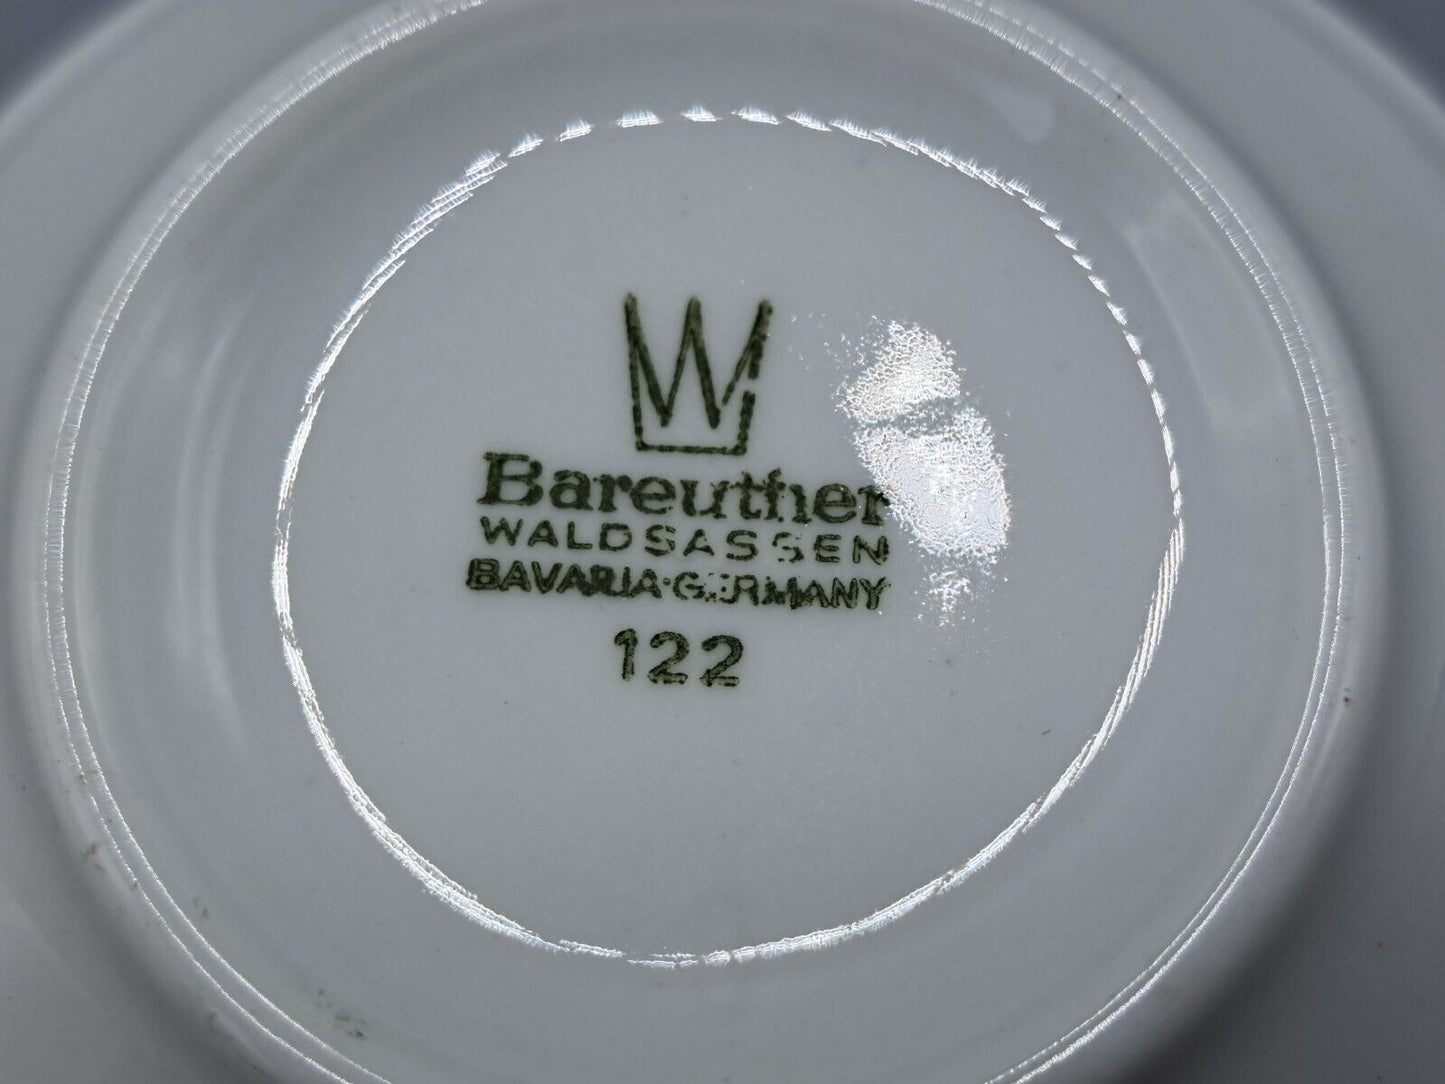 W
Bareuther
WALDSASSEN
BAVARIA·GERMANY
122